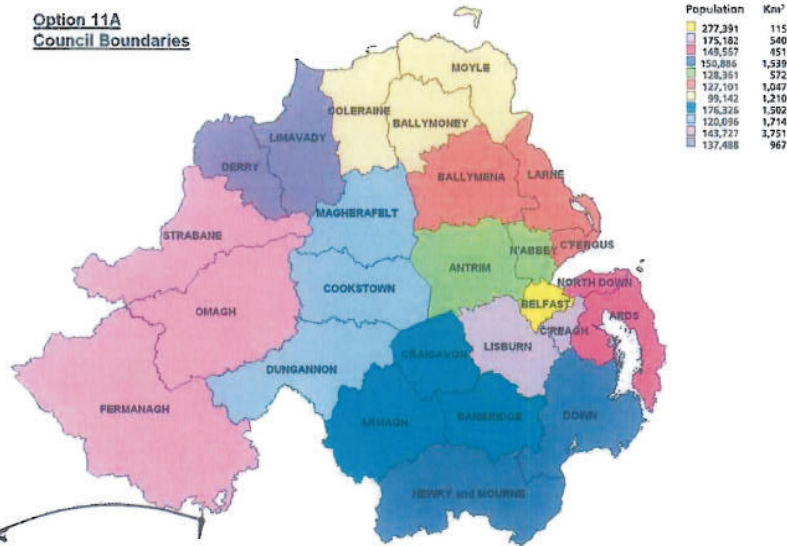 Option 11A
Council Boundaries
Population Km²
277,391 115
175,182 540
149,557 451
150,886 1,539
128,361 572
127,101 1,047
99,142 1,210
176,326 1,502
120,096 1,714
143,727 3,751
137,488 967
MOYLE
COLERAINE
BALLYMONEY
LIMAVADY
DERRY
BALLYMENA
LARNE
MAGHERAFELT
STRABANE
N'ABBEY
C'FERGUS
ANTRIM
NORTH DOWN
COOKSTOWN
BELFAST
OMAGH
ARDS
C'REAGH
LISBURN
CRAIGAVON
DUNGANNON
FERMANAGH
ARMAGH
BANBRIDGE
DOWN
NEWRY and MOURNE